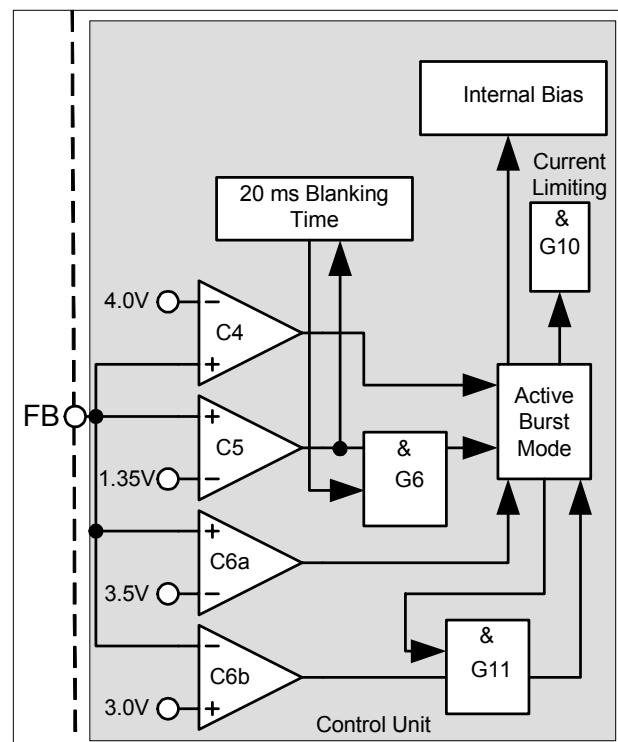 Internal Bias
Current
Limiting
20 ms Blanking
Time
&
G10
4.0V
−
C4
+
FB
+
C5
−
1.35V
&
G6
Active
Burst
Mode
+
C6a
−
3.5V
−
C6b
+
3.0V
&
G11
Control Unit